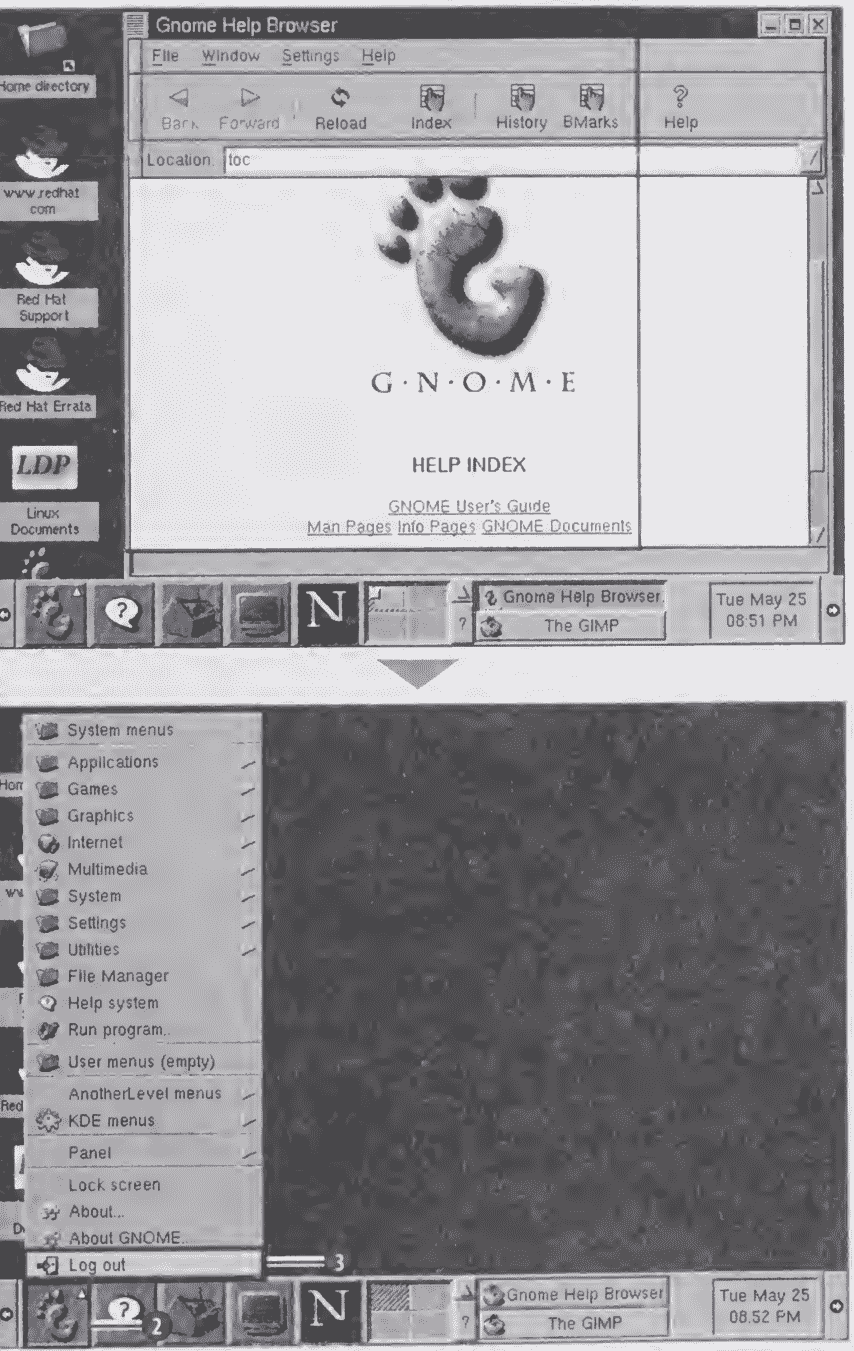 Gnome Help Browser
File Window Settings Help
Back Forward Reload Index History BMarks Help
Location: toc
Home directory
www.redhat
com
Red Hat
Support
Red Hat Errata
LDP
Linux
Documents
G·N·O·M·E
HELP INDEX
GNOME User's Guide
Man Pages Info Pages GNOME Documents
N
?
Gnome Help Browser
The GIMP
Tue May 25
08:51 PM
System menus
Applications
Games
Graphics
Internet
Multimedia
System
Settings
Utilities
File Manager
Help system
Run program..
User menus (empty)
AnotherLevel menus
KDE menus
Panel
Lock screen
About...
About GNOME..
Log out
3
Hom
ww
Red
D
2
N
?
Gnome Help Browser
The GIMP
Tue May 25
08:52 PM